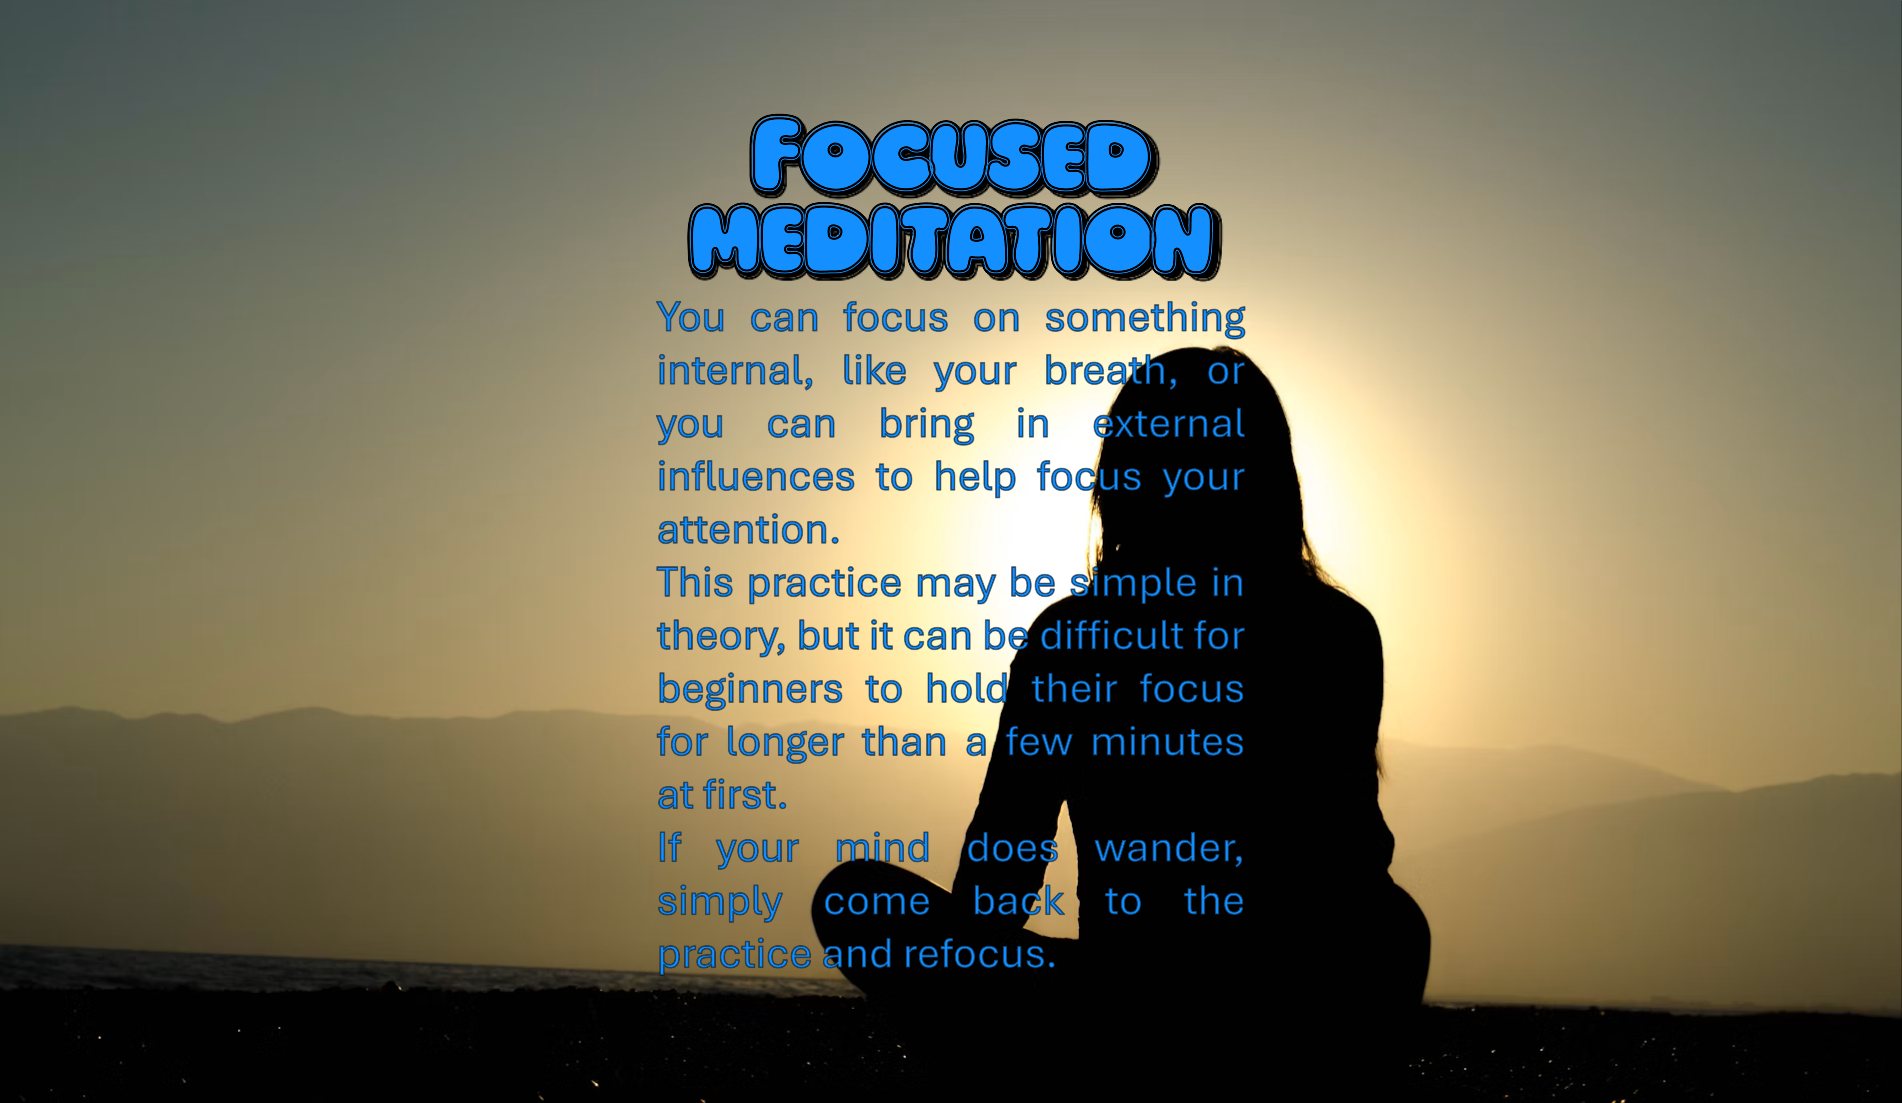 FOCUSED
MEDITATION
You can focus on something
internal, like your breath, or
you can bring in external
influences to help focus your
attention.
This practice may be simple in
theory, but it can be difficult for
beginners to hold their focus
for longer than a few minutes
at first.
If your mind does wander,
simply come back to the
practice and refocus.